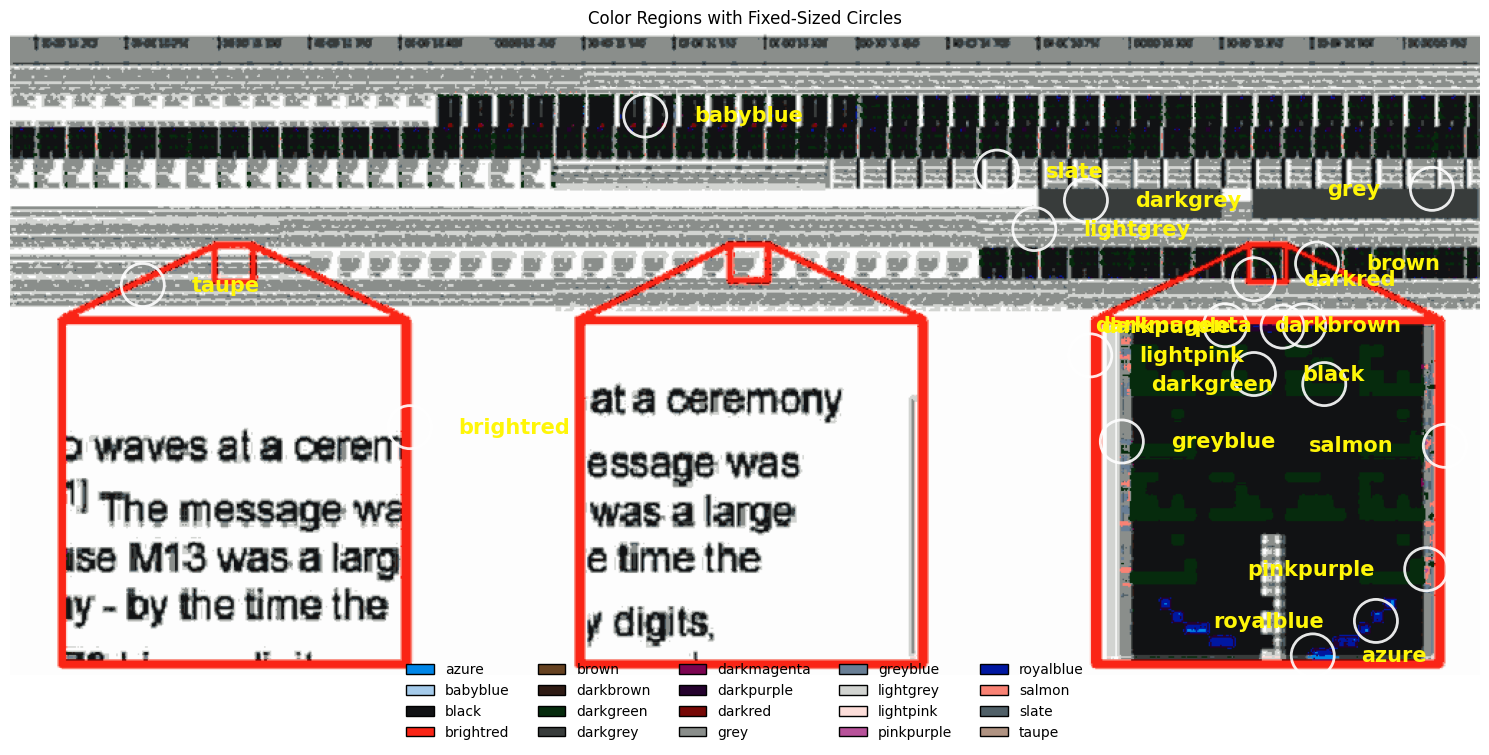 Color Regions with Fixed-Sized Circles
babyblue
slate
grey
darkgrey
lightgrey
brown
darkred
taupe
darkmagenta
darkpurple
darkbrown
lightpink
black
darkgreen
brightred
greyblue
salmon
pinkpurple
royalblue
azure
waves at a cerem
1] The message wa
use M13 was a larg
ay - by the time the
at a ceremony
essage was
was a large
e time the
y digits,
azure brown darkmagenta greyblue royalblue
babyblue darkbrown darkpurple lightgrey salmon
black darkgreen darkred lightpink slate
brightred darkgrey grey pinkpurple taupe